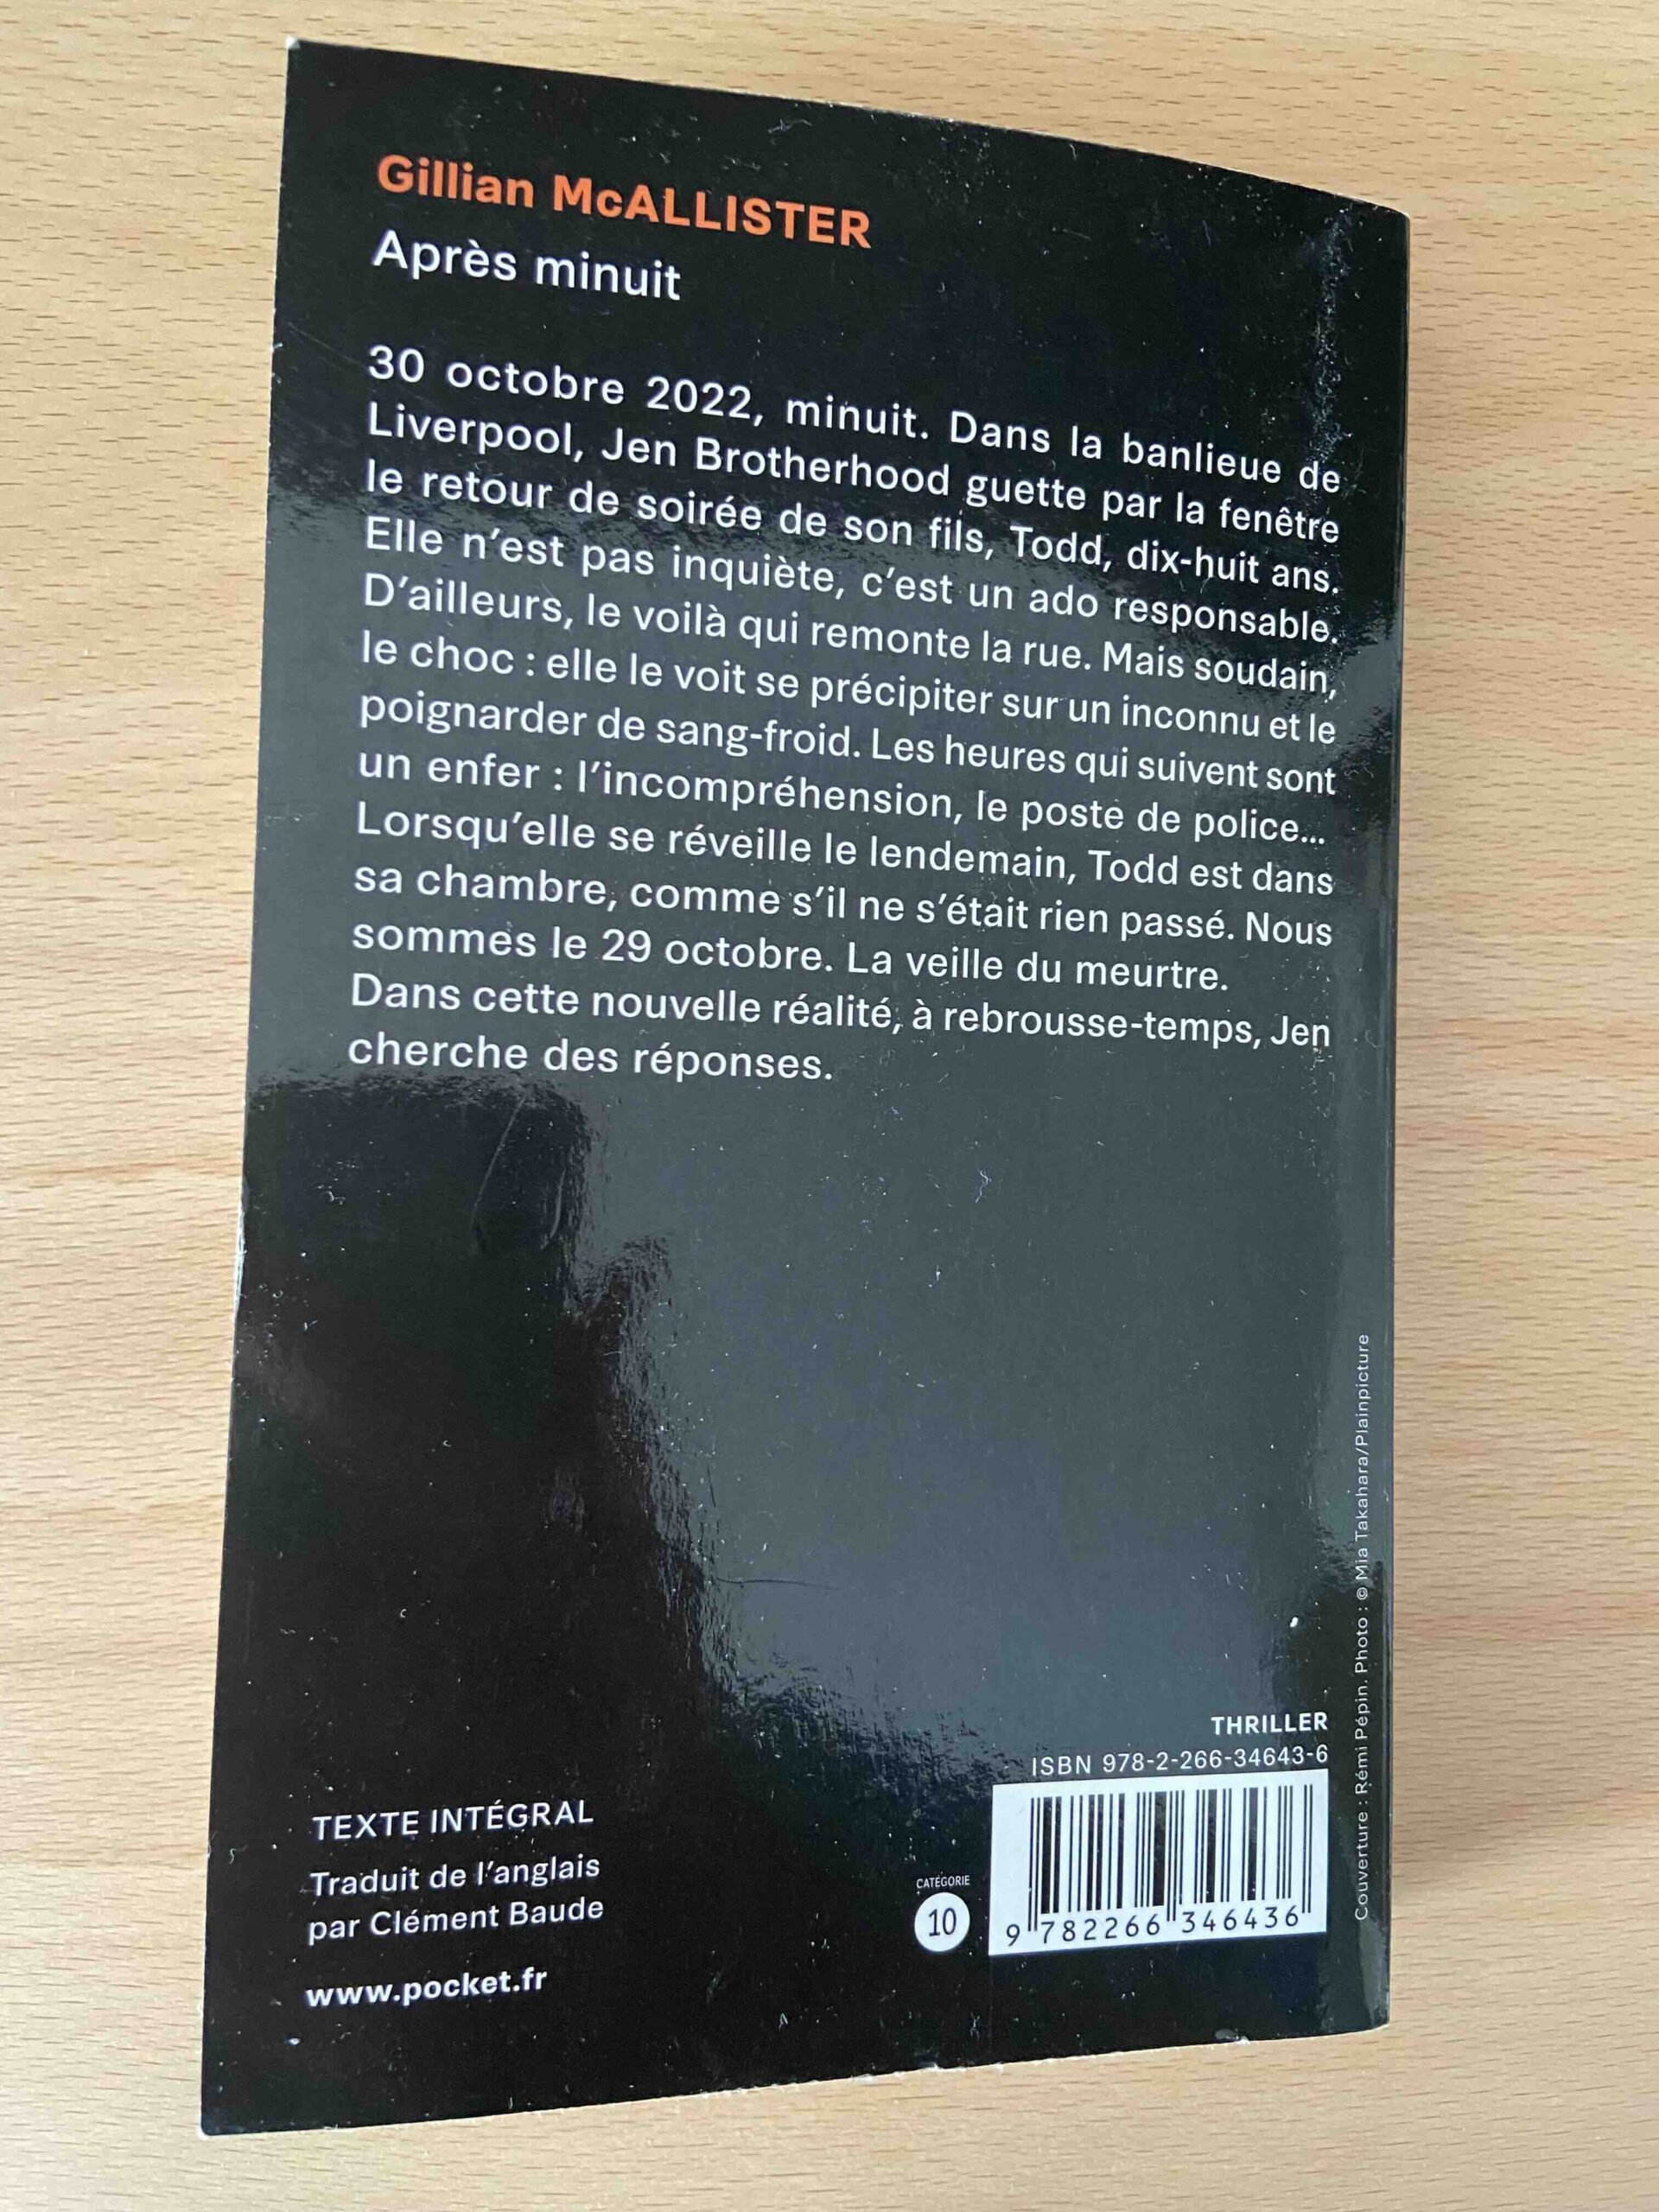 Gillian McALLISTER
Après minuit
30 octobre 2022, minuit. Dans la banlieue de
Liverpool, Jen Brotherhood guette par la fenêtre
le retour de soirée de son fils, Todd, dix-huit ans.
Elle n'est pas inquiète, c'est un ado responsable.
D'ailleurs, le voilà qui remonte la rue. Mais soudain,
le choc : elle le voit se précipiter sur un inconnu et le
poignarder de sang-froid. Les heures qui suivent sont
un enfer : l'incompréhension, le poste de police...
Lorsqu'elle se réveille le lendemain, Todd est dans
sa chambre, comme s'il ne s'était rien passé. Nous
sommes le 29 octobre. La veille du meurtre.
Dans cette nouvelle réalité, à rebrousse-temps, Jen
cherche des réponses.
TEXTE INTÉGRAL
Traduit de l'anglais
par Clément Baude
www.pocket.fr
THRILLER
ISBN 978-2-266-34643-6
CATÉGORIE
10
9 782266 346436
Couverture : Rémi Pépin. Photo : © Mia Takahara/Plainpicture